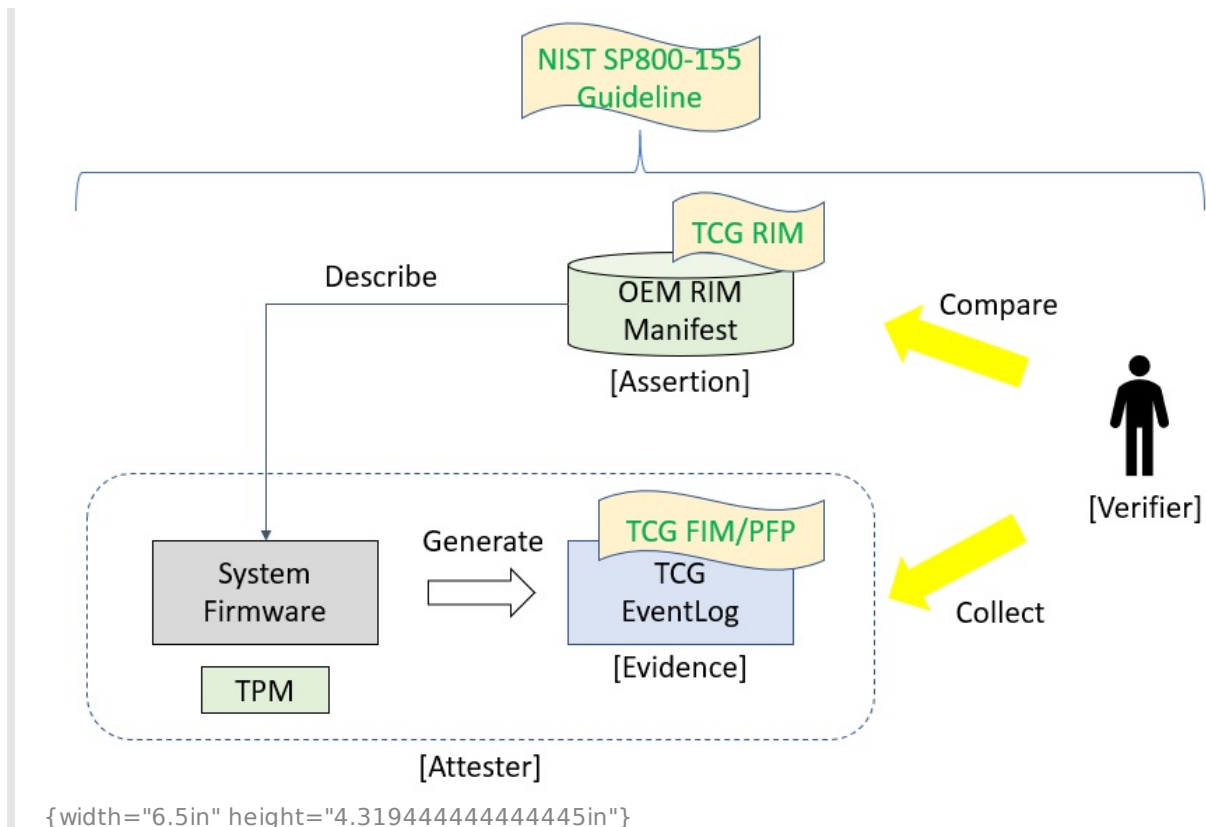 NIST SP800-155
Guideline
TCG RIM
Describe
OEM RIM
Manifest
Compare
[Assertion]
[Verifier]
TCG FIM/PFP
Generate
System
Firmware
TCG
EventLog
Collect
[Evidence]
TPM
[Attester]
{width="6.5in" height="4.319444444444445in"}